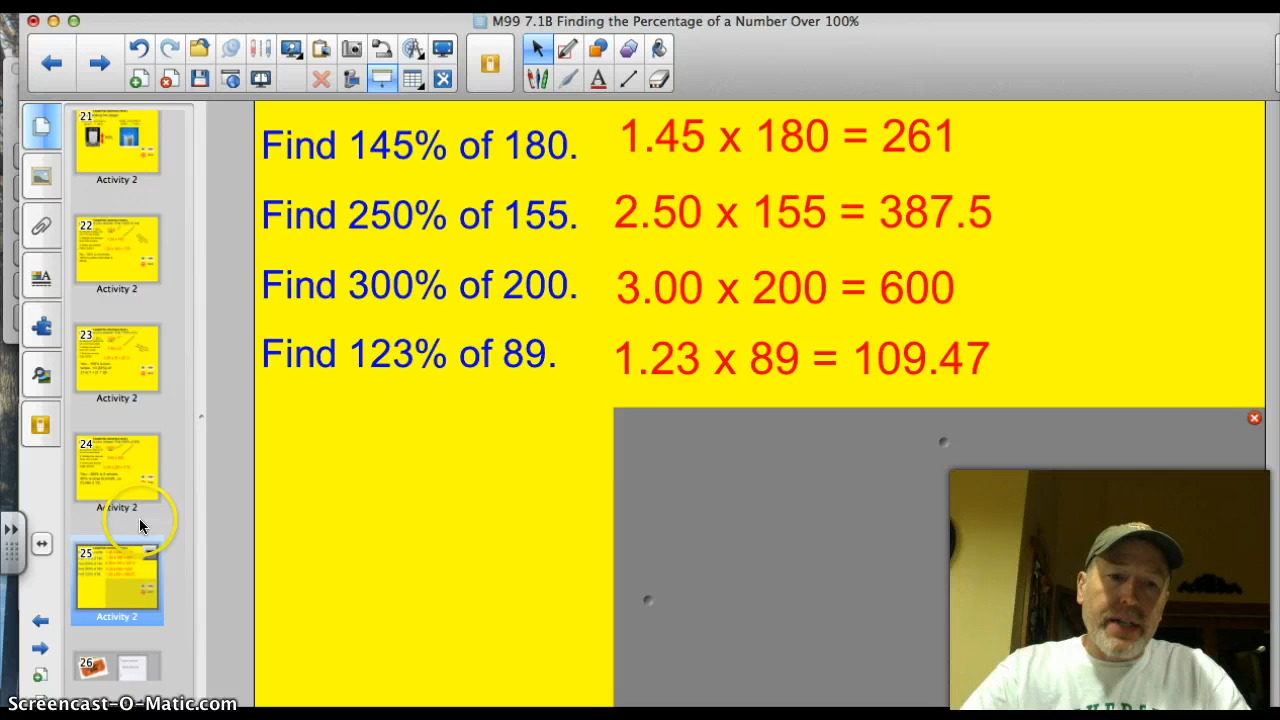 M99 7.1B Finding the Percentage of a Number Over 100%
21
Activity 2
22
Activity 2
23
Activity 2
24
Activity 2
25
Activity 2
26
Find 145% of 180. 1.45 x 180 = 261
Find 250% of 155. 2.50 x 155 = 387.5
Find 300% of 200. 3.00 x 200 = 600
Find 123% of 89. 1.23 x 89 = 109.47
Screencast-O-Matic.com